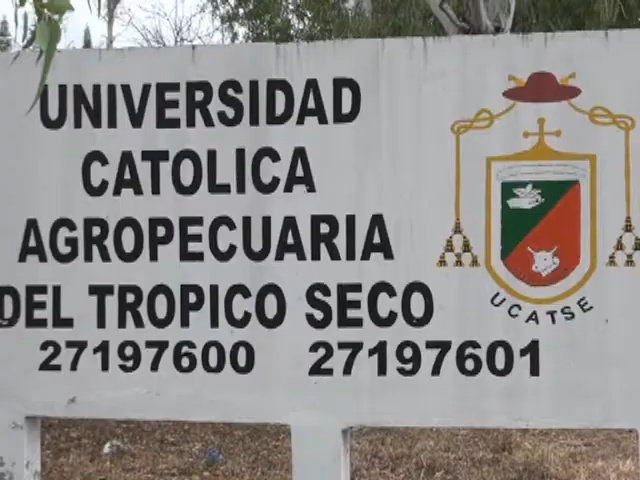 UNIVERSIDAD
CATOLICA
AGROPECUARIA
DEL TROPICO SECO
27197600 27197601
UCATSE